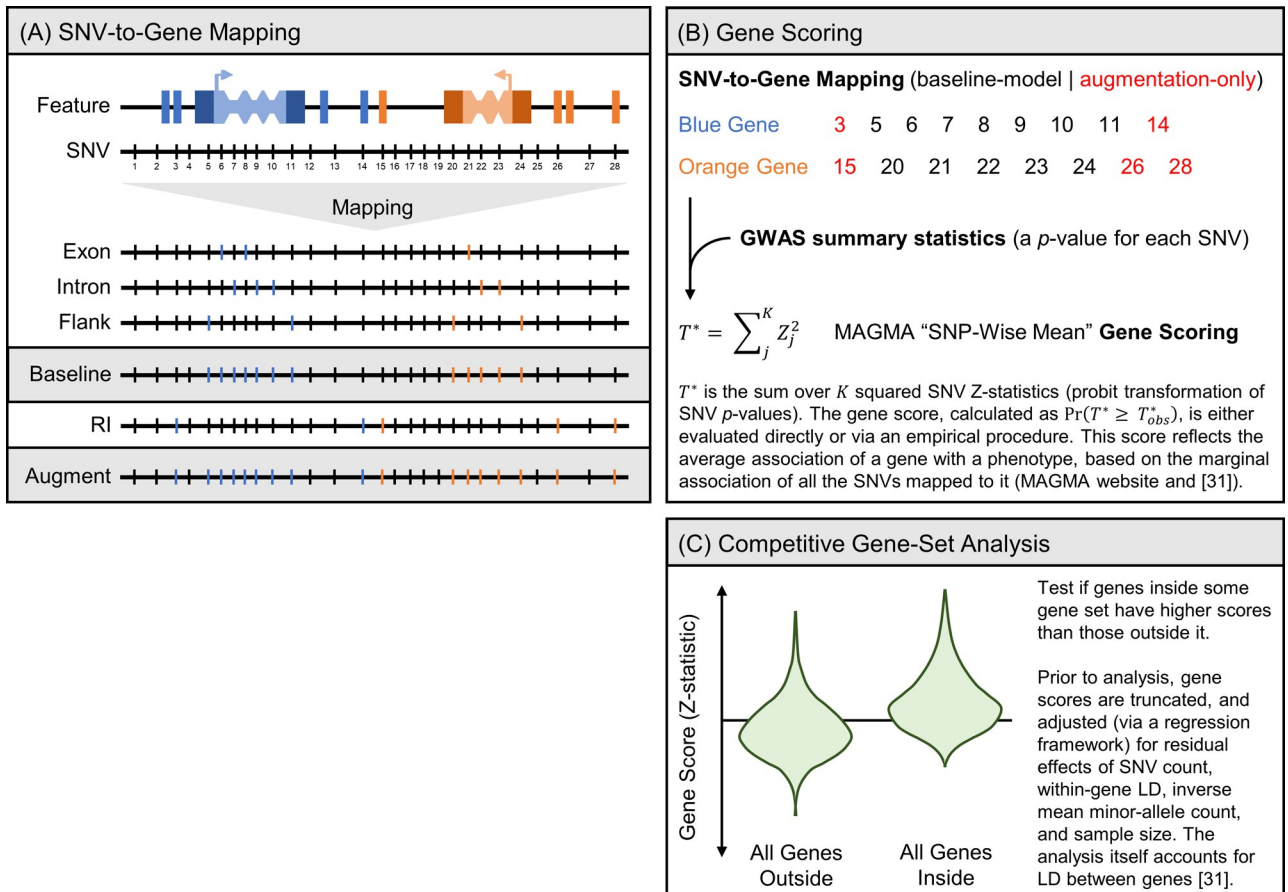 (A) SNV-to-Gene Mapping
Feature
SNV
1 2 3 4 5 6 7 8 9 10 11 12 13 14 15 16 17 18 19 20 21 22 23 24 25 26 27 28
Mapping
Exon
Intron
Flank
Baseline
RI
Augment
(B) Gene Scoring
SNV-to-Gene Mapping (baseline-model | augmentation-only)
Blue Gene 3 5 6 7 8 9 10 11 14
Orange Gene 15 20 21 22 23 24 26 28
GWAS summary statistics (a p-value for each SNV)
T* = ∑_j^K Z_j^2 MAGMA “SNP-Wise Mean” Gene Scoring
T* is the sum over K squared SNV Z-statistics (probit transformation of
SNV p-values). The gene score, calculated as Pr(T* ≥ T*_obs), is either
evaluated directly or via an empirical procedure. This score reflects the
average association of a gene with a phenotype, based on the marginal
association of all the SNVs mapped to it (MAGMA website and [31]).
(C) Competitive Gene-Set Analysis
Gene Score (Z-statistic)
All Genes
Outside
All Genes
Inside
Test if genes inside some
gene set have higher scores
than those outside it.
Prior to analysis, gene
scores are truncated, and
adjusted (via a regression
framework) for residual
effects of SNV count,
within-gene LD, inverse
mean minor-allele count,
and sample size. The
analysis itself accounts for
LD between genes [31].